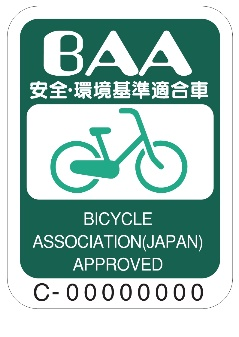 BAA
安全・環境基準適合車
BICYCLE
ASSOCIATION(JAPAN)
APPROVED
C-00000000